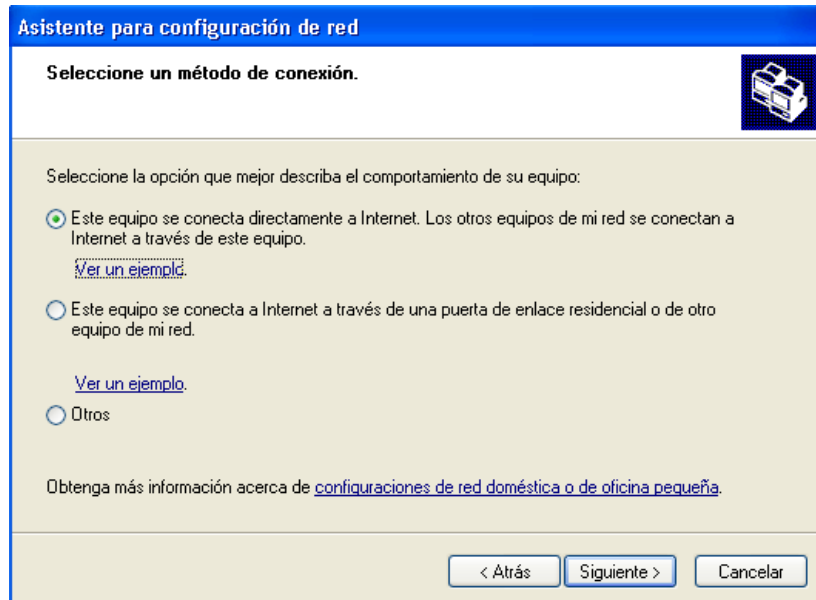 Asistente para configuración de red
Seleccione un método de conexión.
Seleccione la opción que mejor describa el comportamiento de su equipo:
Este equipo se conecta directamente a Internet. Los otros equipos de mi red se conectan a
Internet a través de este equipo.
Ver un ejemplo.
Este equipo se conecta a Internet a través de una puerta de enlace residencial o de otro
equipo de mi red.
Ver un ejemplo.
Otros
Obtenga más información acerca de configuraciones de red doméstica o de oficina pequeña.
< Atrás
Siguiente >
Cancelar